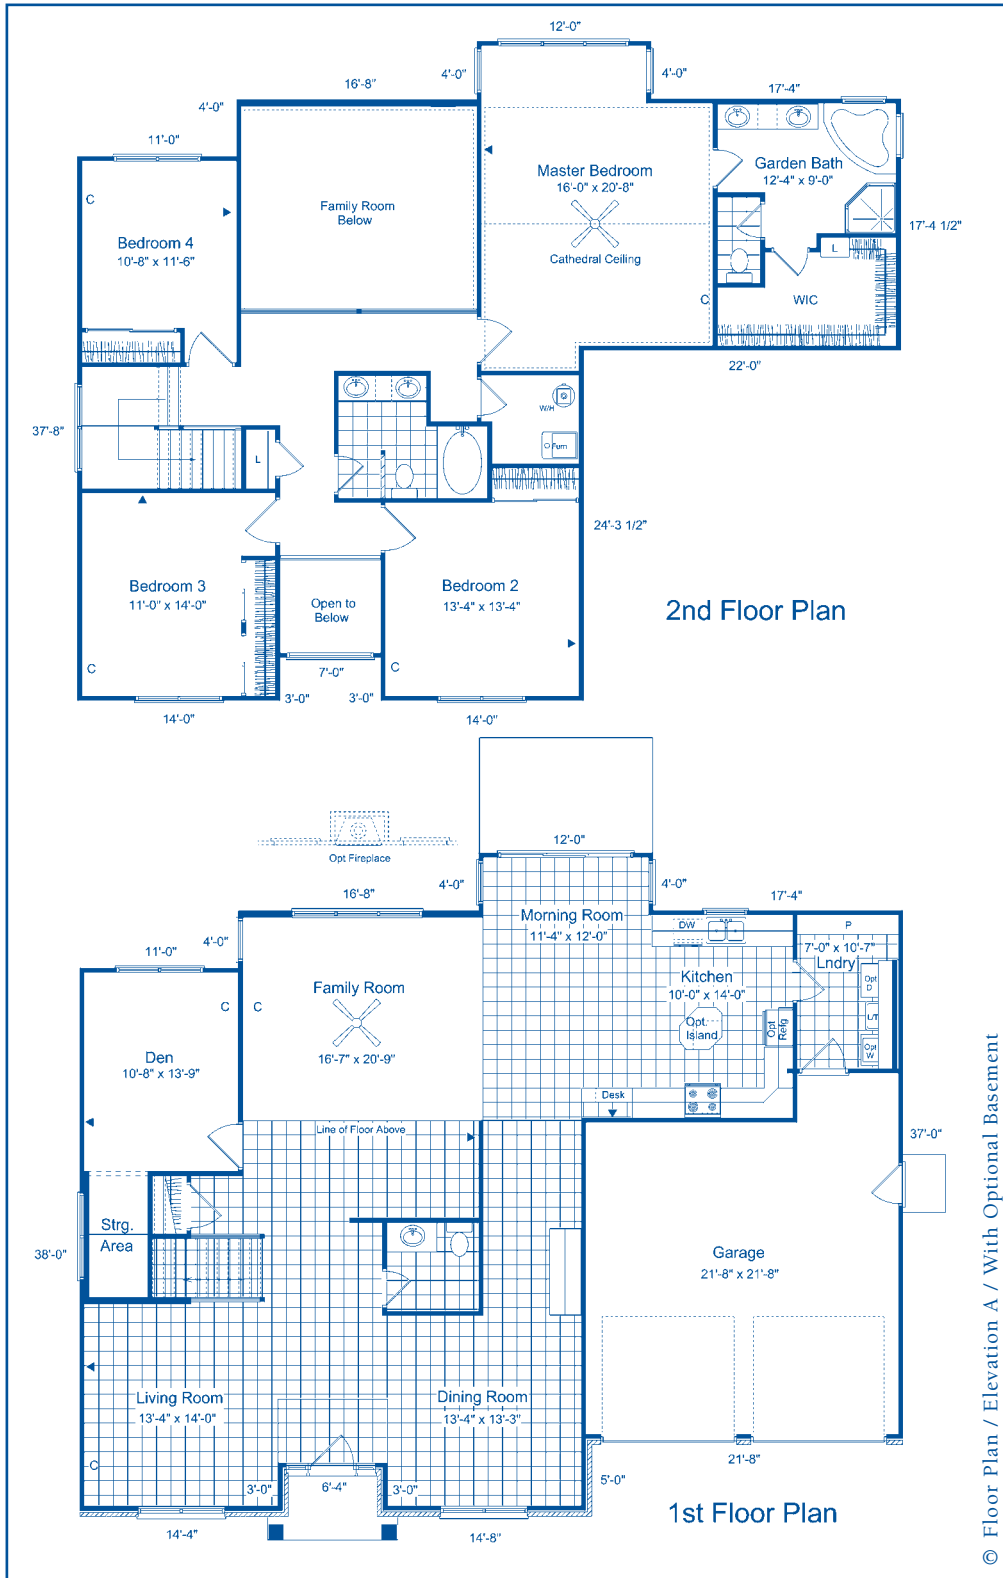 12'-0"
4'-0"
4'-0"
16'-8"
17'-4"
4'-0"
11'-0"
C
Bedroom 4
10'-8" x 11'-6"
Family Room
Below
Master Bedroom
16'-0" x 20'-8"
Cathedral Ceiling
C
Garden Bath
12'-4" x 9'-0"
17'-4 1/2"
L
WIC
22'-0"
37'-8"
W/H
Furn
L
24'-3 1/2"
Bedroom 3
11'-0" x 14'-0"
C
Open to
Below
Bedroom 2
13'-4" x 13'-4"
C
7'-0"
3'-0"
3'-0"
14'-0"
14'-0"
2nd Floor Plan
Opt Fireplace
12'-0"
4'-0"
4'-0"
16'-8"
17'-4"
4'-0"
11'-0"
C
C
Den
10'-8" x 13'-9"
Family Room
16'-7" x 20'-9"
Line of Floor Above
Morning Room
11'-4" x 12'-0"
DW
Kitchen
10'-0" x 14'-0"
Opt.
Island
Opt
Refg
Desk
P
7'-0" x 10'-7"
Lndry
Opt
D
L/T
Opt
W
37'-0"
Strg.
Area
38'-0"
Garage
21'-8" x 21'-8"
Living Room
13'-4" x 14'-0"
C
Dining Room
13'-4" x 13'-3"
3'-0"
6'-4"
3'-0"
14'-4"
14'-8"
5'-0"
21'-8"
1st Floor Plan
© Floor Plan / Elevation A / With Optional Basement